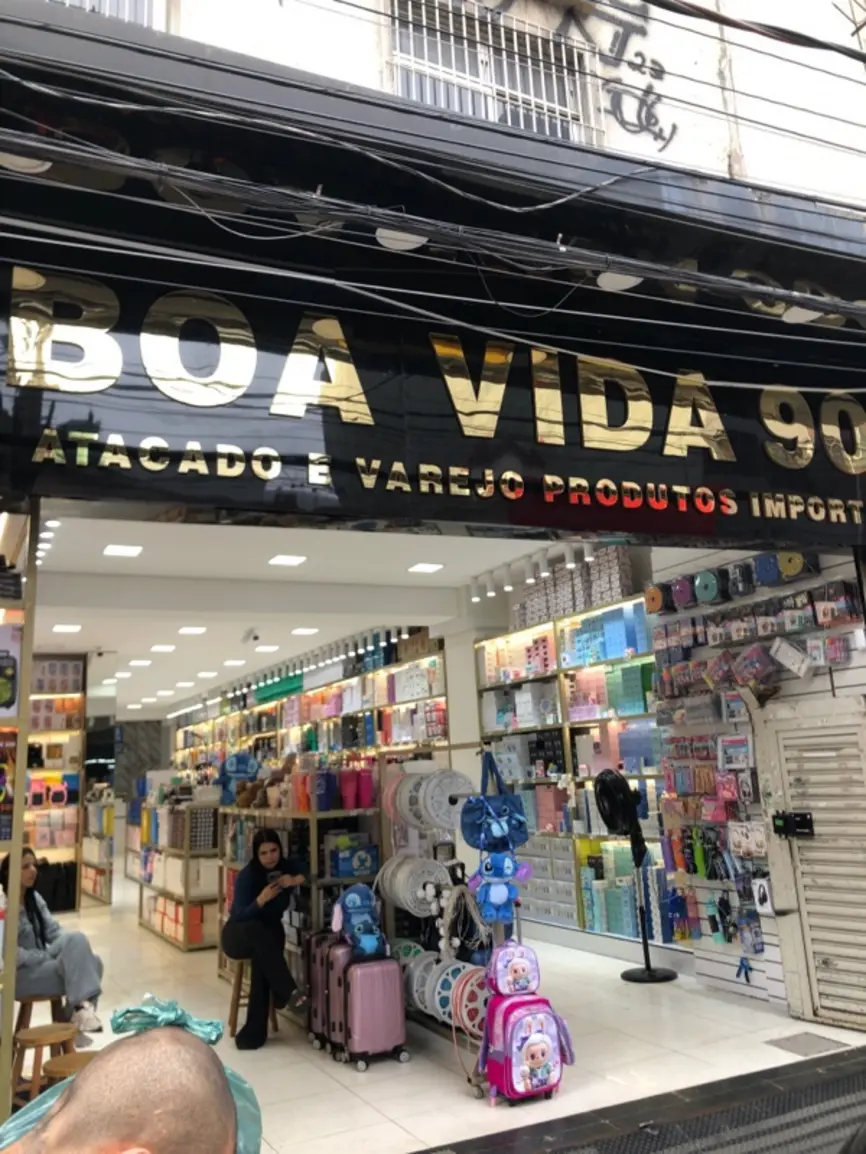 BOA VIDA 90
ATACADO E VAREJO PRODUTOS IMPORT